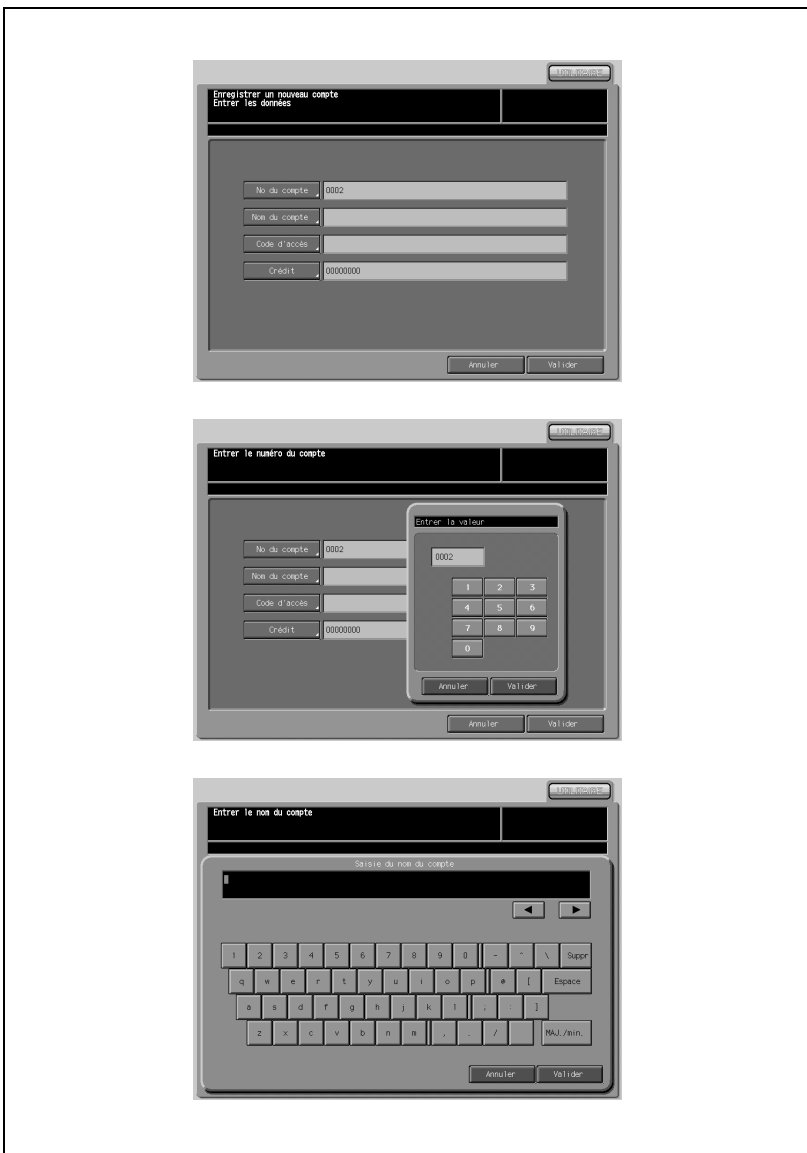 Enregistrer un nouveau compte
Entrer les données
No du compte 0002
Nom du compte
Code d'accès
Crédit 00000000
Annuler Valider
Entrer le numéro du compte
Entrer la valeur
0002
No du compte 0002
Nom du compte
Code d'accès
Crédit 00000000
1 2 3
4 5 6
7 8 9
0
Annuler Valider
Annuler Valider
Entrer le nom du compte
Saisie du nom du compte
1 2 3 4 5 6 7 8 9 0 - ^ \ Suppr
q w e r t y u i o p @ [ Espace
a s d f g h j k l ; : ]
z x c v b n m , . / MAJ./min.
Annuler Valider